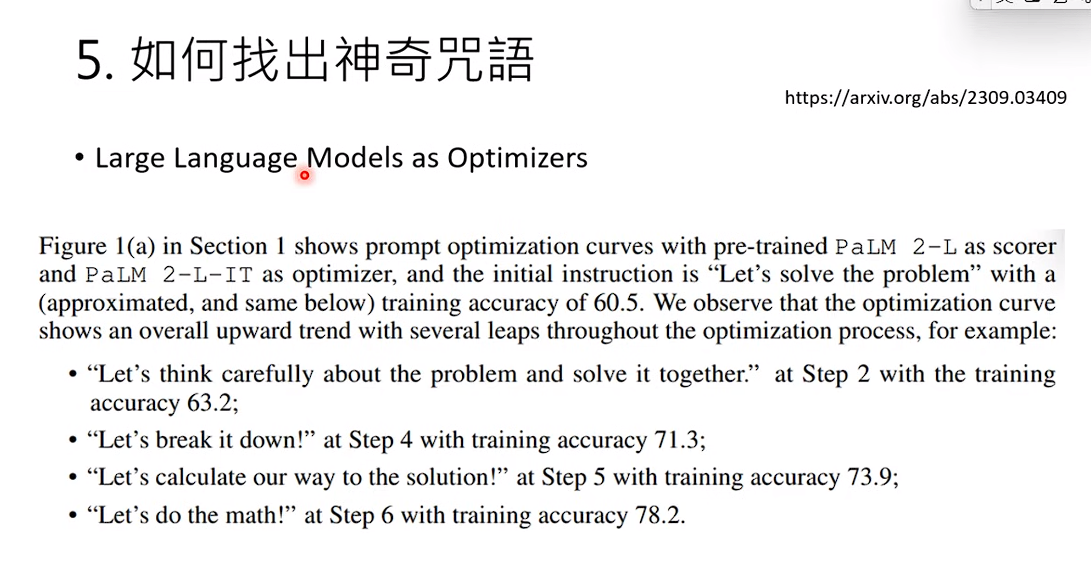 5. 如何找出神奇咒語
https://arxiv.org/abs/2309.03409
• Large Language Models as Optimizers
Figure 1(a) in Section 1 shows prompt optimization curves with pre-trained PaLM 2-L as scorer
and PaLM 2-L-IT as optimizer, and the initial instruction is “Let’s solve the problem” with a
(approximated, and same below) training accuracy of 60.5. We observe that the optimization curve
shows an overall upward trend with several leaps throughout the optimization process, for example:
• “Let’s think carefully about the problem and solve it together.” at Step 2 with the training
accuracy 63.2;
• “Let’s break it down!” at Step 4 with training accuracy 71.3;
• “Let’s calculate our way to the solution!” at Step 5 with training accuracy 73.9;
• “Let’s do the math!” at Step 6 with training accuracy 78.2.